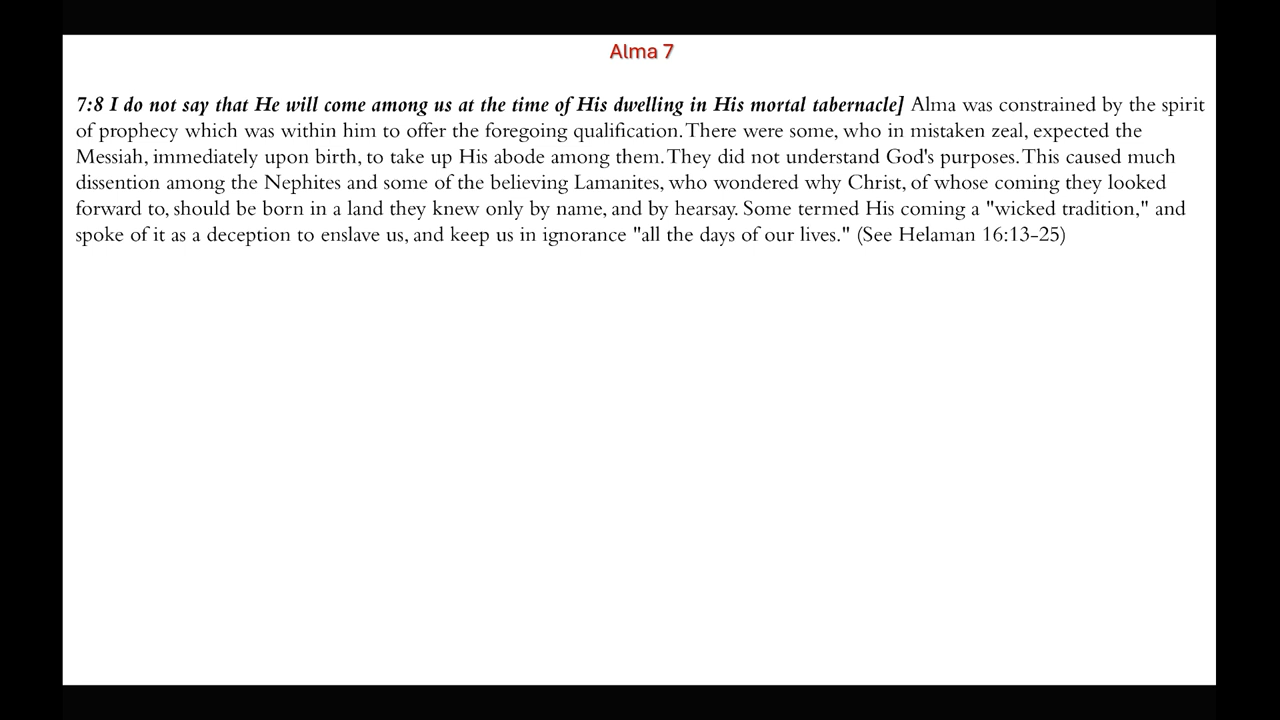 Alma 7
7:8 I do not say that He will come among us at the time of His dwelling in His mortal tabernacle] Alma was constrained by the spirit
of prophecy which was within him to offer the foregoing qualification. There were some, who in mistaken zeal, expected the
Messiah, immediately upon birth, to take up His abode among them. They did not understand God's purposes. This caused much
dissention among the Nephites and some of the believing Lamanites, who wondered why Christ, of whose coming they looked
forward to, should be born in a land they knew only by name, and by hearsay. Some termed His coming a "wicked tradition," and
spoke of it as a deception to enslave us, and keep us in ignorance "all the days of our lives." (See Helaman 16:13-25)